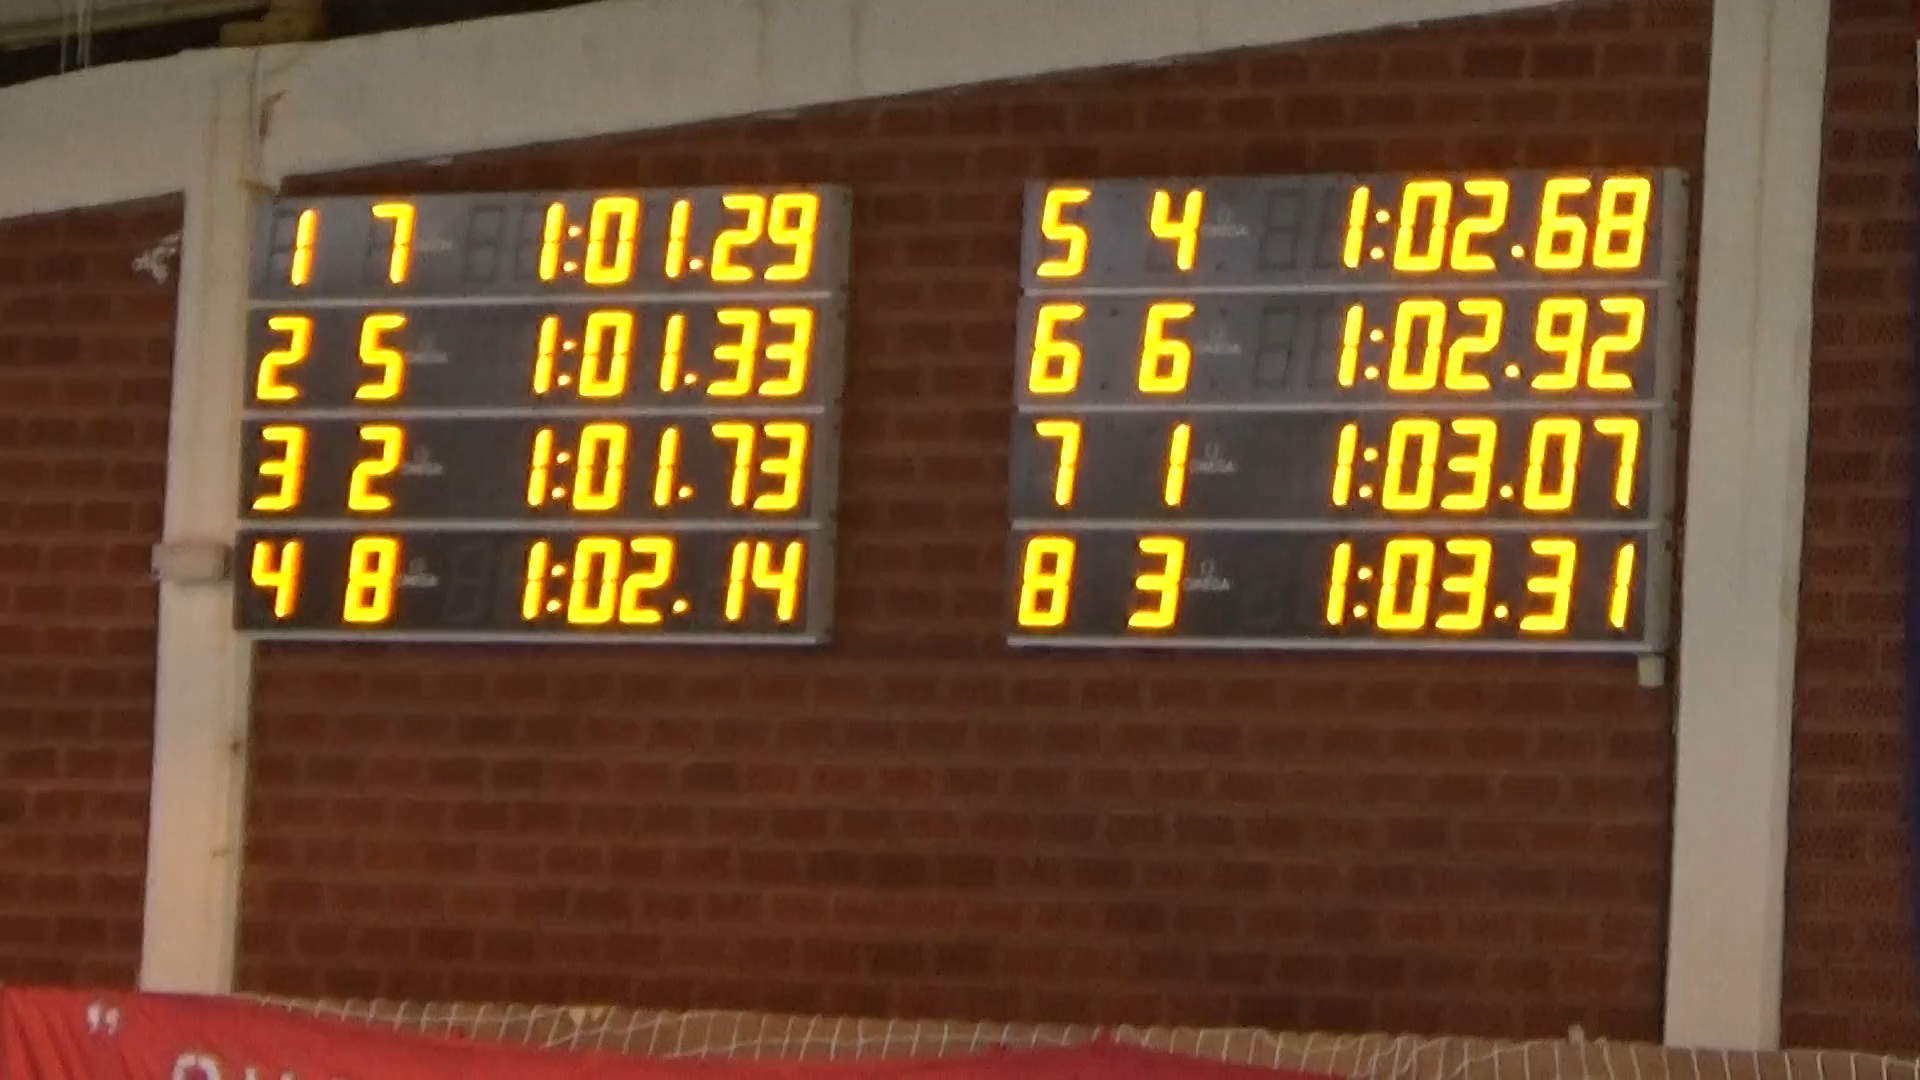 1 7 1:01.29
2 5 1:01.33
3 2 1:01.73
4 8 1:02.14
5 4 1:02.68
6 6 1:02.92
7 1 1:03.07
8 3 1:03.31